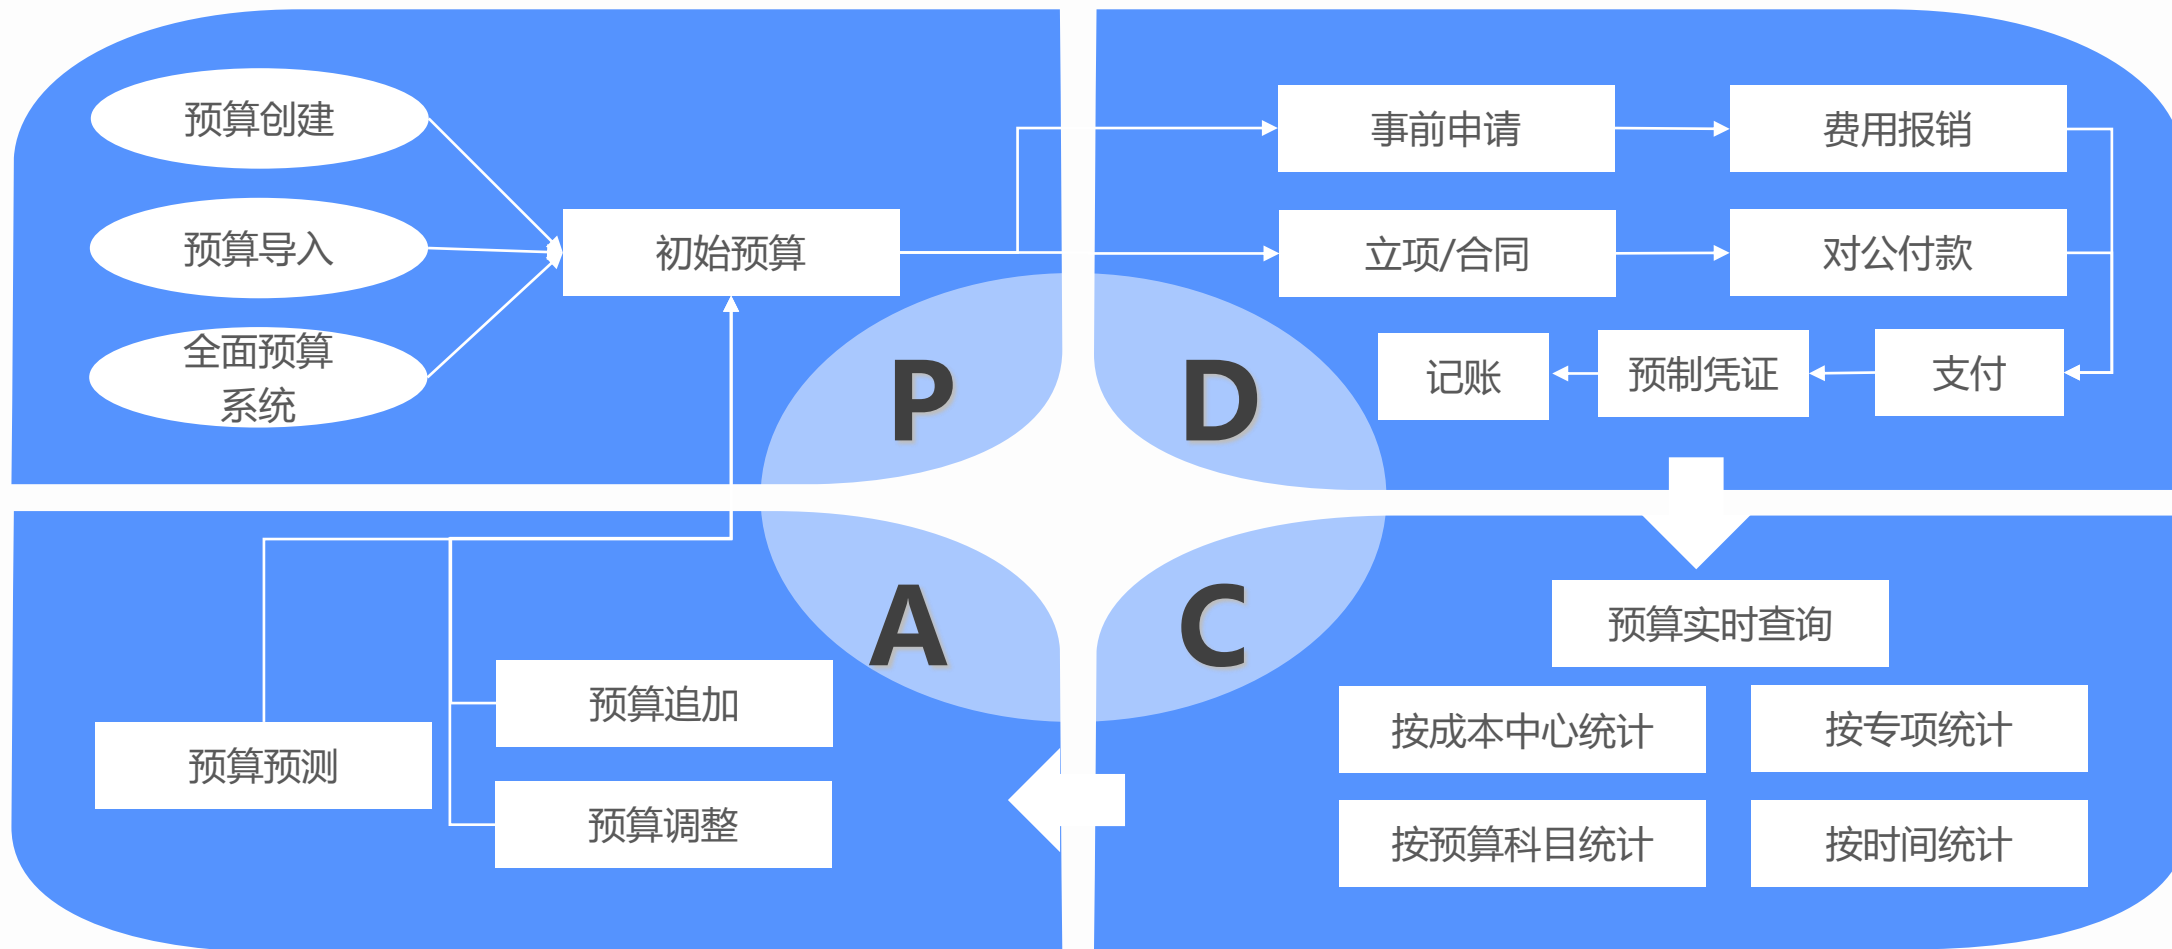 预算创建
预算导入
全面预算
系统
初始预算
P
事前申请
费用报销
立项/合同
对公付款
记账
预制凭证
支付
D
A
预算预测
预算追加
预算调整
C
预算实时查询
按成本中心统计
按专项统计
按预算科目统计
按时间统计